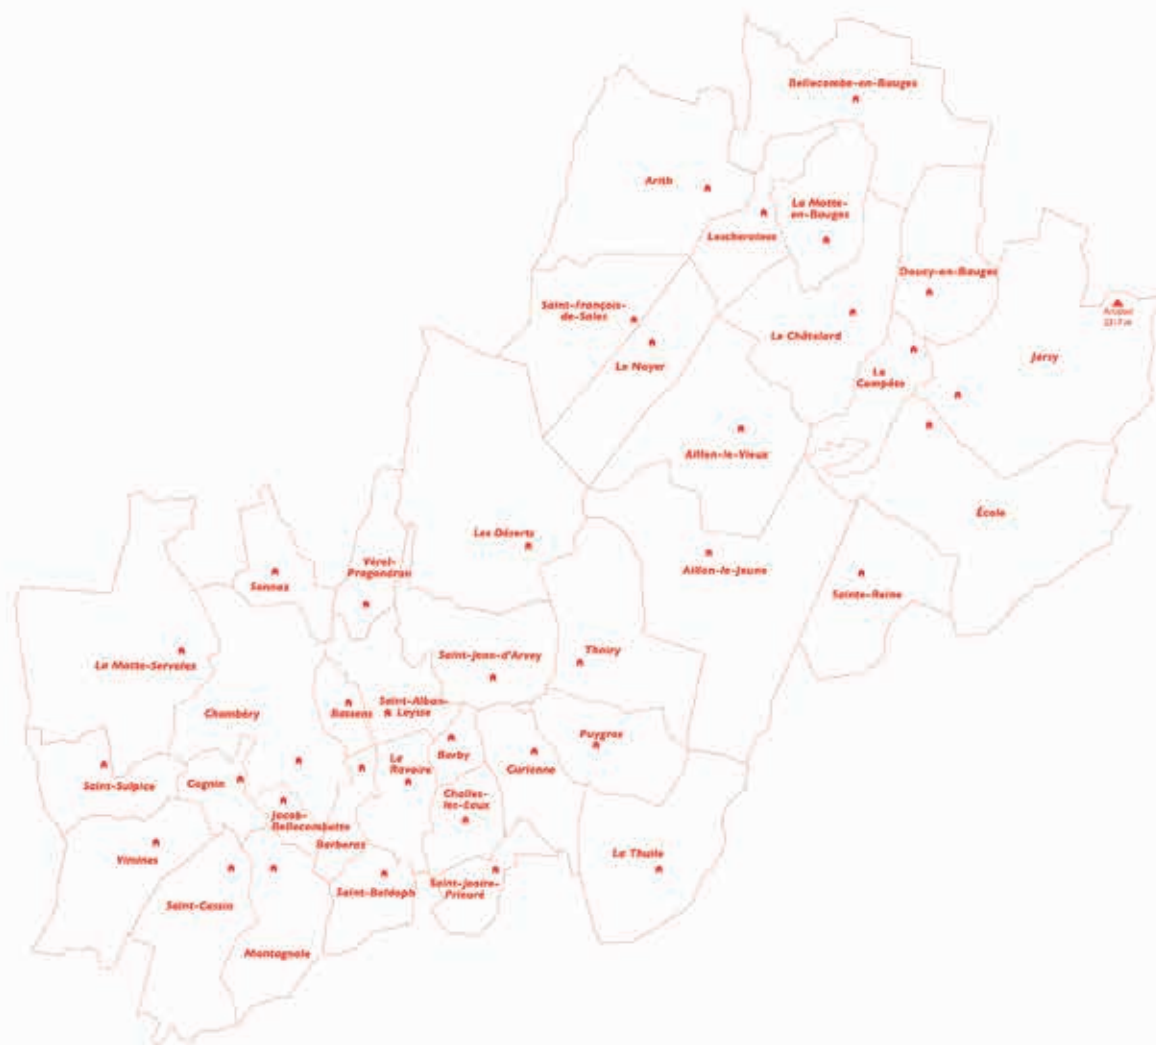 Bellecombe-en-Bauges
Arith
La Motte-
en-Bauges
Lescheraines
Doucy-en-Bauges
Saint-François-
de-Sales
Le Châtelard
Jarsy
Le Noyer
La
Compôte
Aillon-le-Vieux
École
Les Déserts
Vérel-
Pragondran
Aillon-le-Jeune
Sonnaz
Sainte-Reine
Saint-Jean-d'Arvey
Thoiry
La Motte-Servolex
Saint-Alban-
Leysse
Chambéry
Bassens
Puygros
Barby
La
Ravoire
Curienne
Saint-Sulpice
Cognin
Challes-
les-Eaux
Jacob-
Bellecombette
Barberaz
Vimines
La Thuile
Saint-Baldoph
Saint-Jeoire-
Prieuré
Saint-Cassin
Montagnole